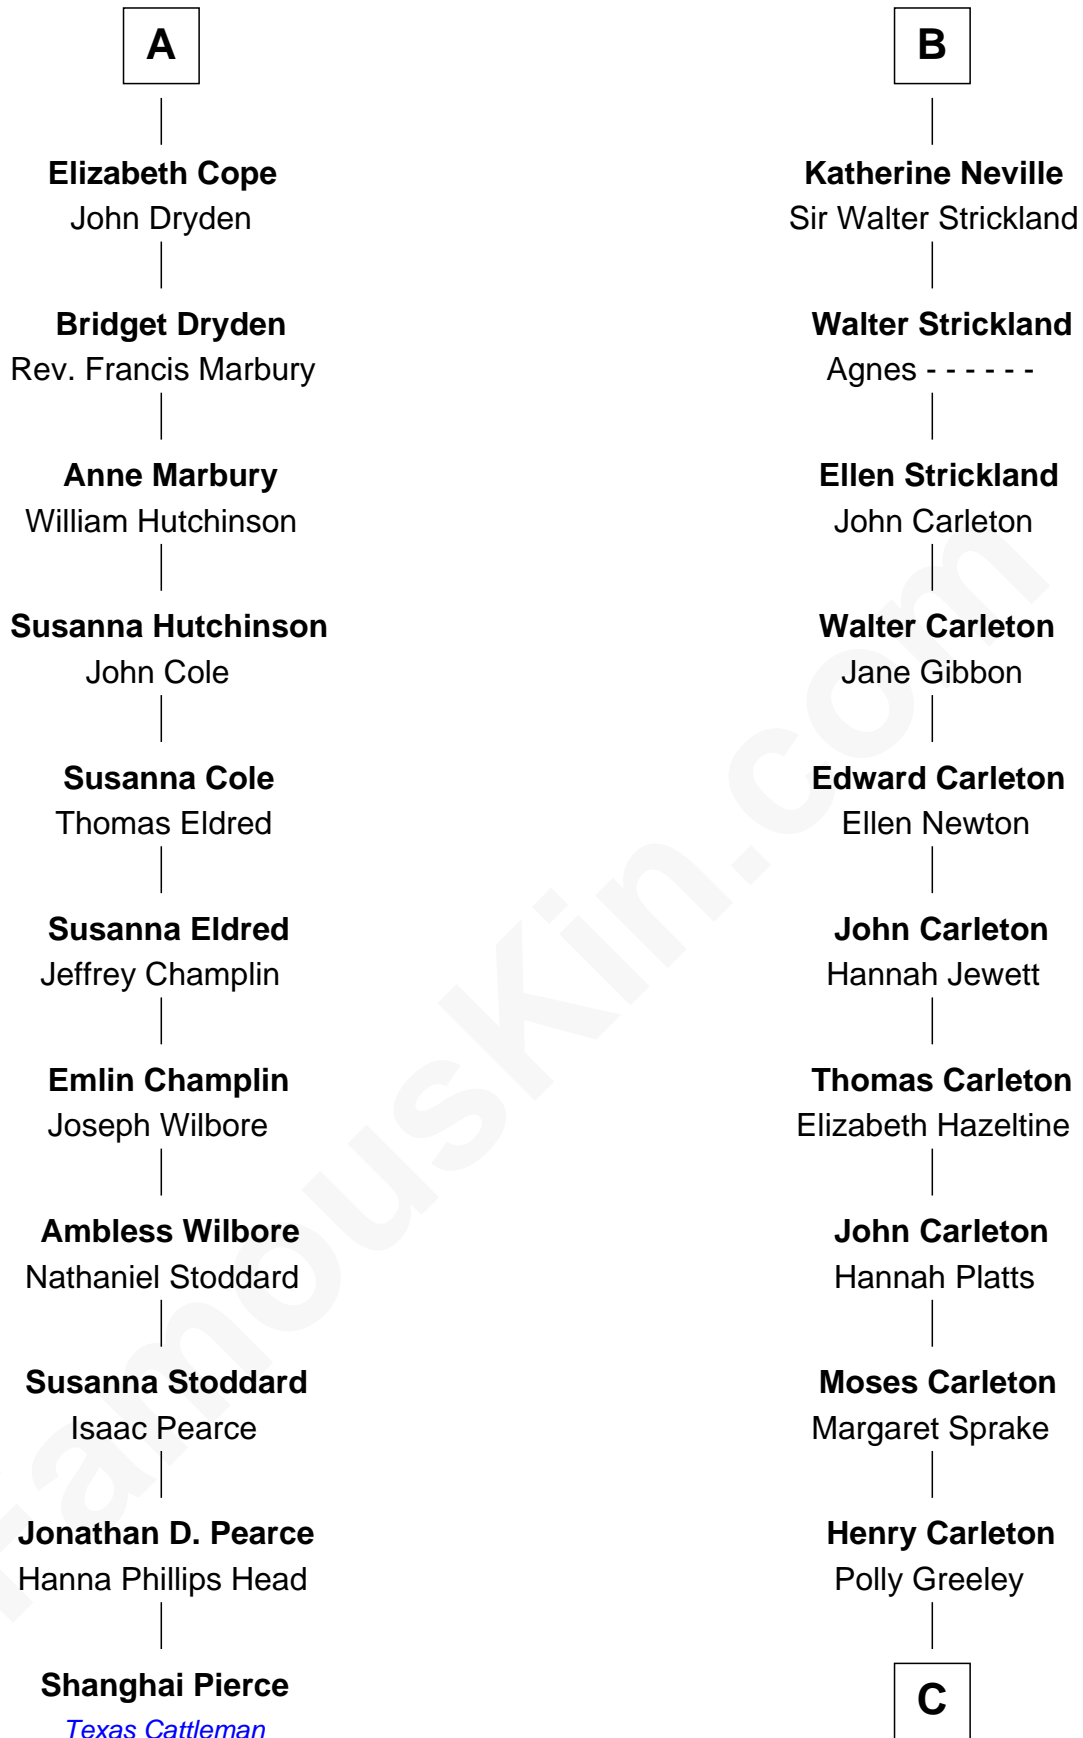 A
Elizabeth Cope
John Dryden
Bridget Dryden
Rev. Francis Marbury
Anne Marbury
William Hutchinson
Susanna Hutchinson
John Cole
Susanna Cole
Thomas Eldred
Susanna Eldred
Jeffrey Champlin
Emlin Champlin
Joseph Wilbore
Ambless Wilbore
Nathaniel Stoddard
Susanna Stoddard
Isaac Pearce
Jonathan D. Pearce
Hanna Phillips Head
Shanghai Pierce
Texas Cattleman
B
Katherine Neville
Sir Walter Strickland
Walter Strickland
Agnes - - - - - -
Ellen Strickland
John Carleton
Walter Carleton
Jane Gibbon
Edward Carleton
Ellen Newton
John Carleton
Hannah Jewett
Thomas Carleton
Elizabeth Hazeltine
John Carleton
Hannah Platts
Moses Carleton
Margaret Sprake
Henry Carleton
Polly Greeley
C
FamousKin.com